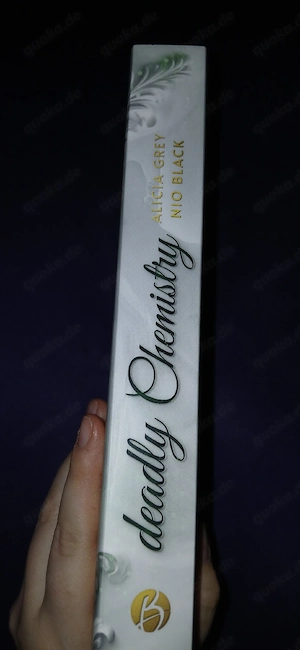 deadly Chemistry
ALICIA GREY
NIO BLACK
B